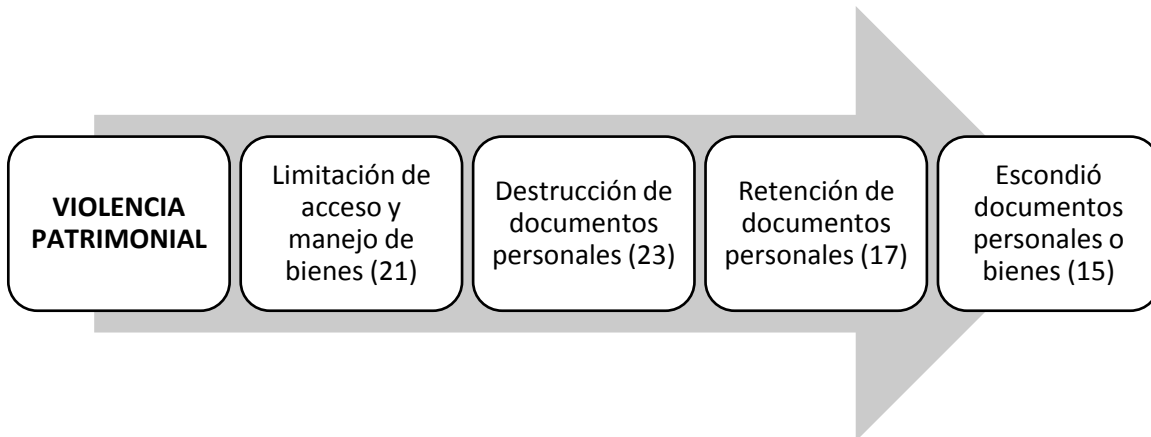 VIOLENCIA
PATRIMONIAL
Limitación de
acceso y
manejo de
bienes (21)
Destrucción de
documentos
personales (23)
Retención de
documentos
personales (17)
Escondió
documentos
personales o
bienes (15)